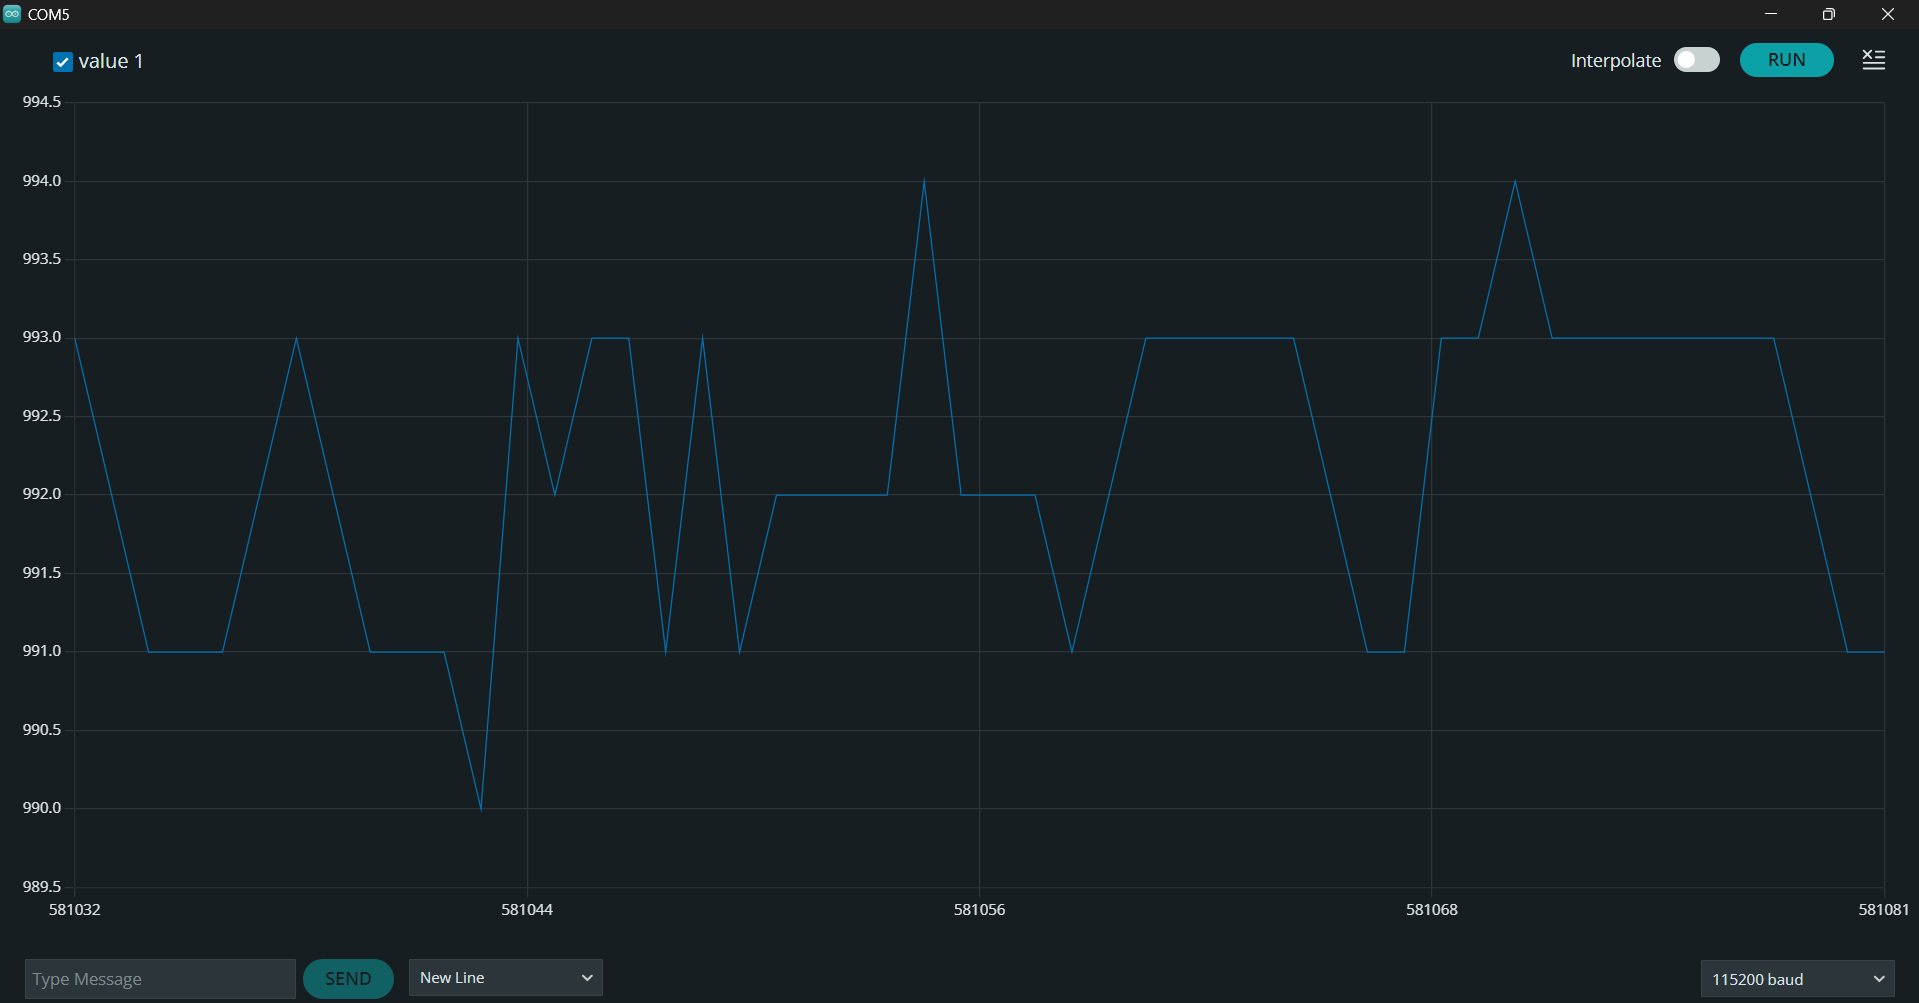 COM5
value 1
Interpolate
RUN
994.5
994.0
993.5
993.0
992.5
992.0
991.5
991.0
990.5
990.0
989.5
581032 581044 581056 581068 581081
Type Message
SEND
New Line
115200 baud